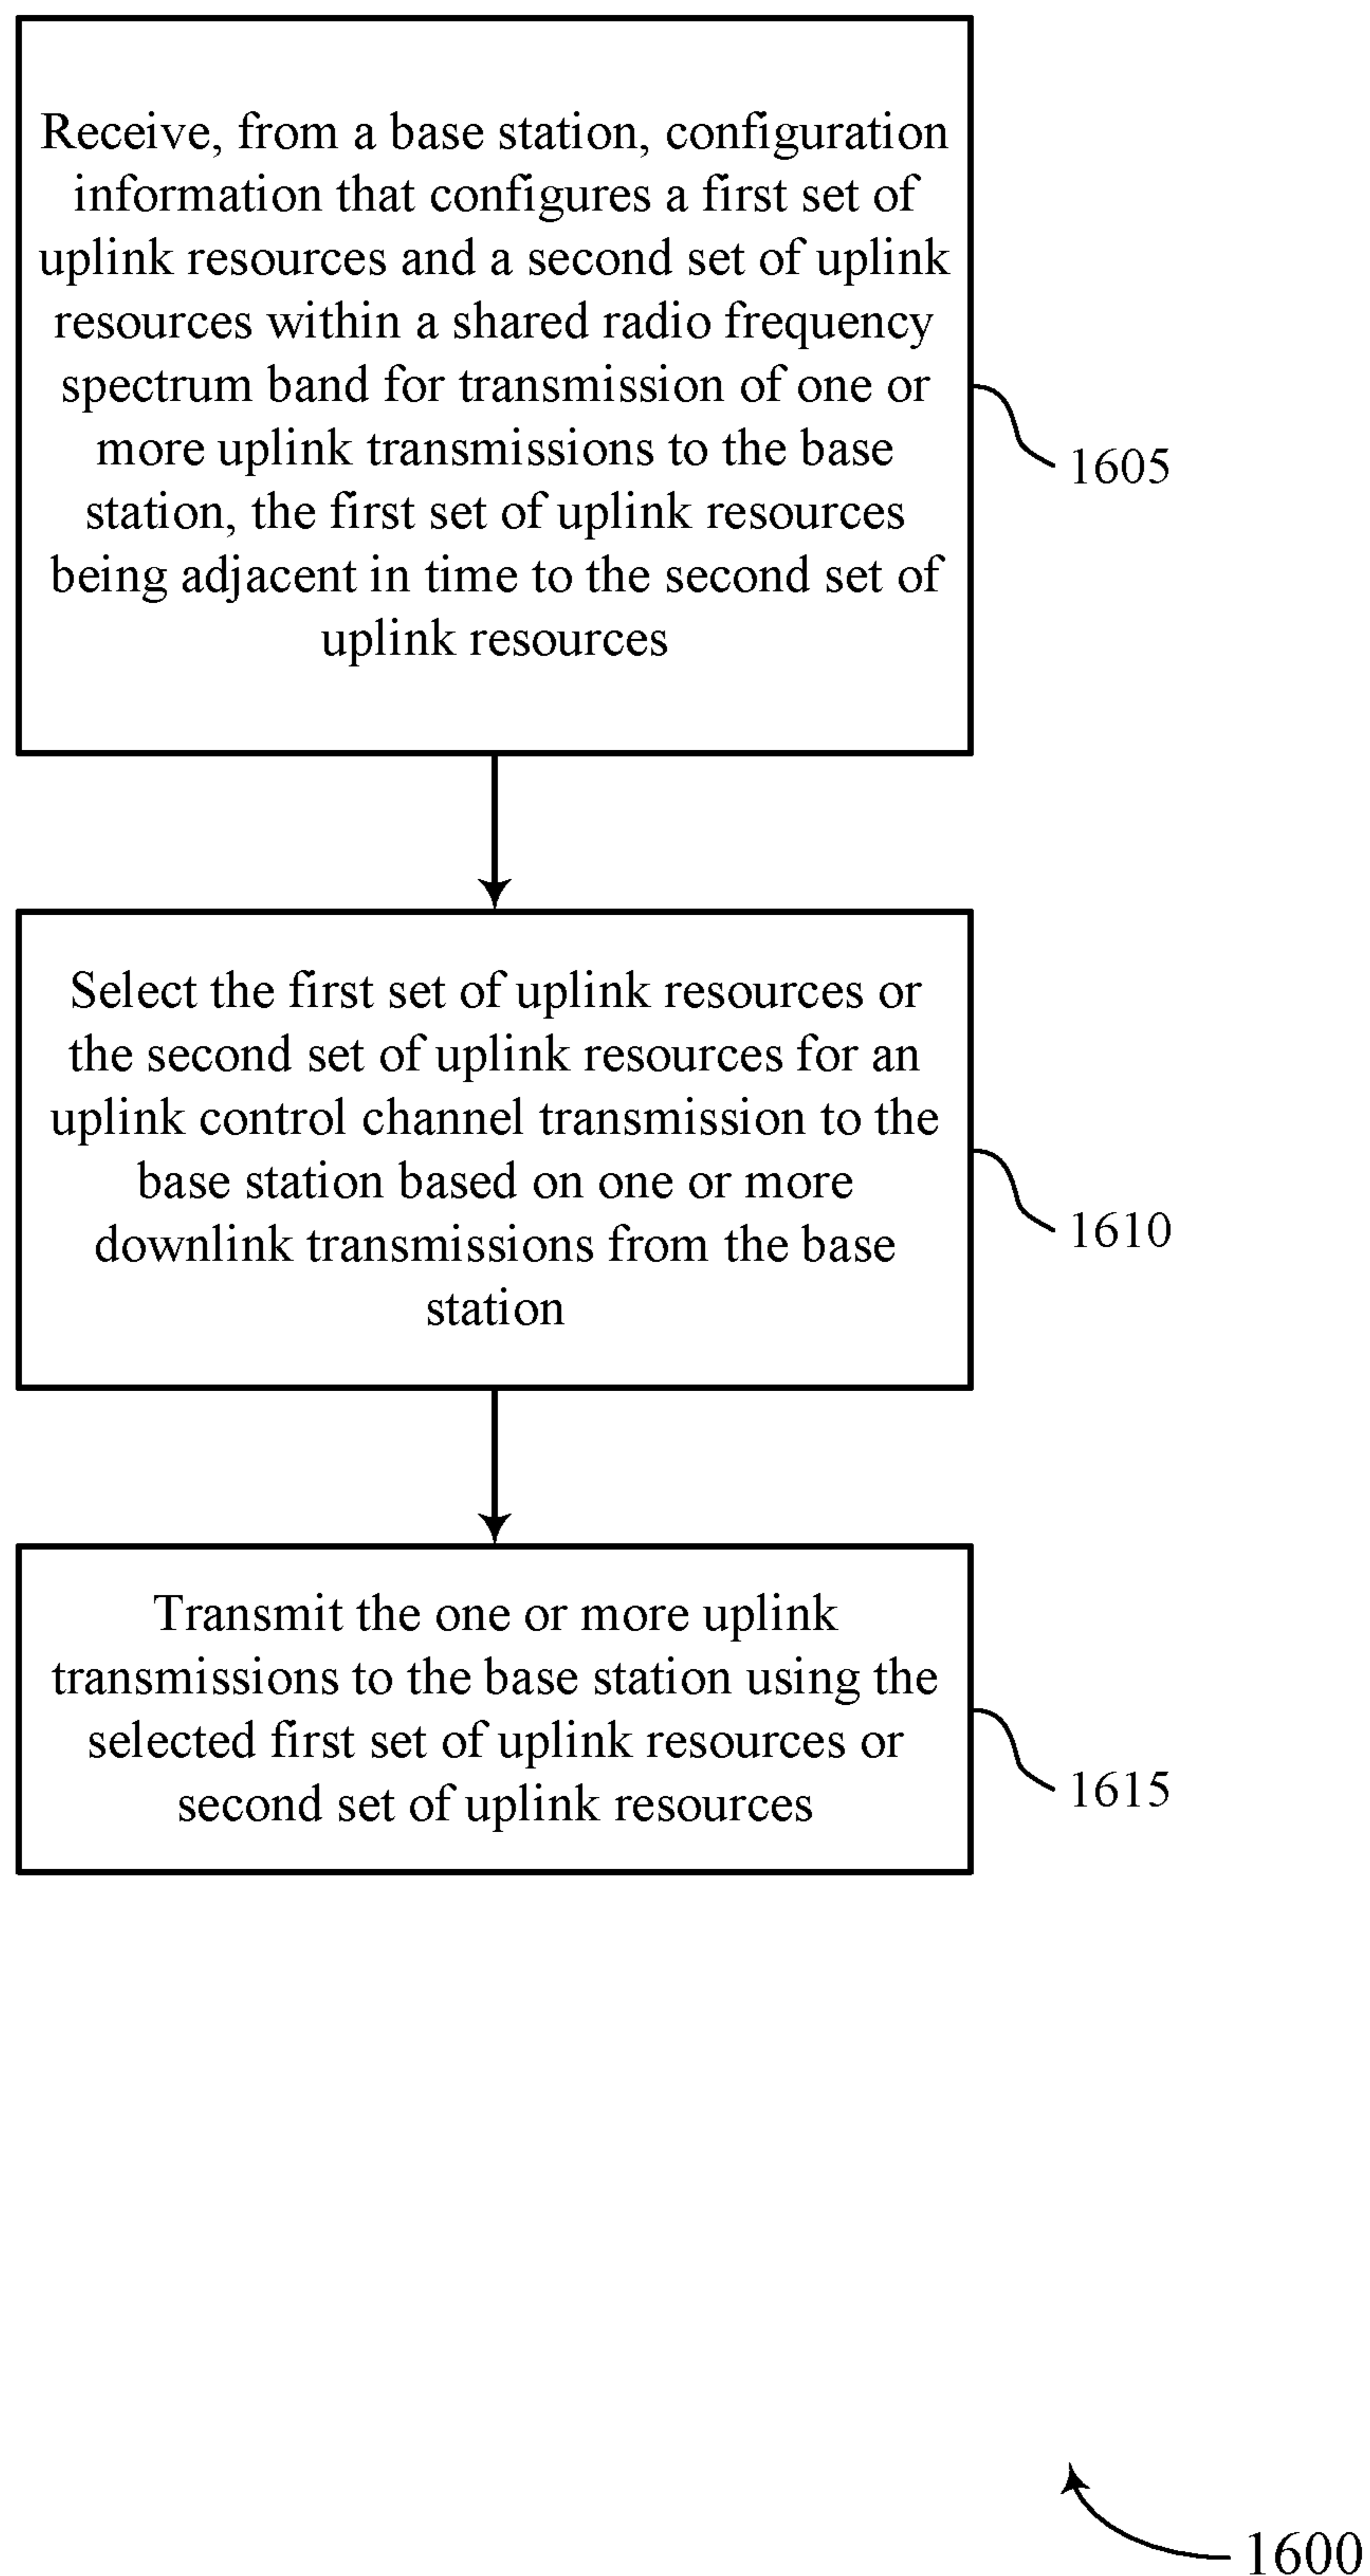 Receive, from a base station, configuration
information that configures a first set of
uplink resources and a second set of uplink
resources within a shared radio frequency
spectrum band for transmission of one or
more uplink transmissions to the base
station, the first set of uplink resources
being adjacent in time to the second set of
uplink resources
1605
Select the first set of uplink resources or
the second set of uplink resources for an
uplink control channel transmission to the
base station based on one or more
downlink transmissions from the base
station
1610
Transmit the one or more uplink
transmissions to the base station using the
selected first set of uplink resources or
second set of uplink resources
1615
1600